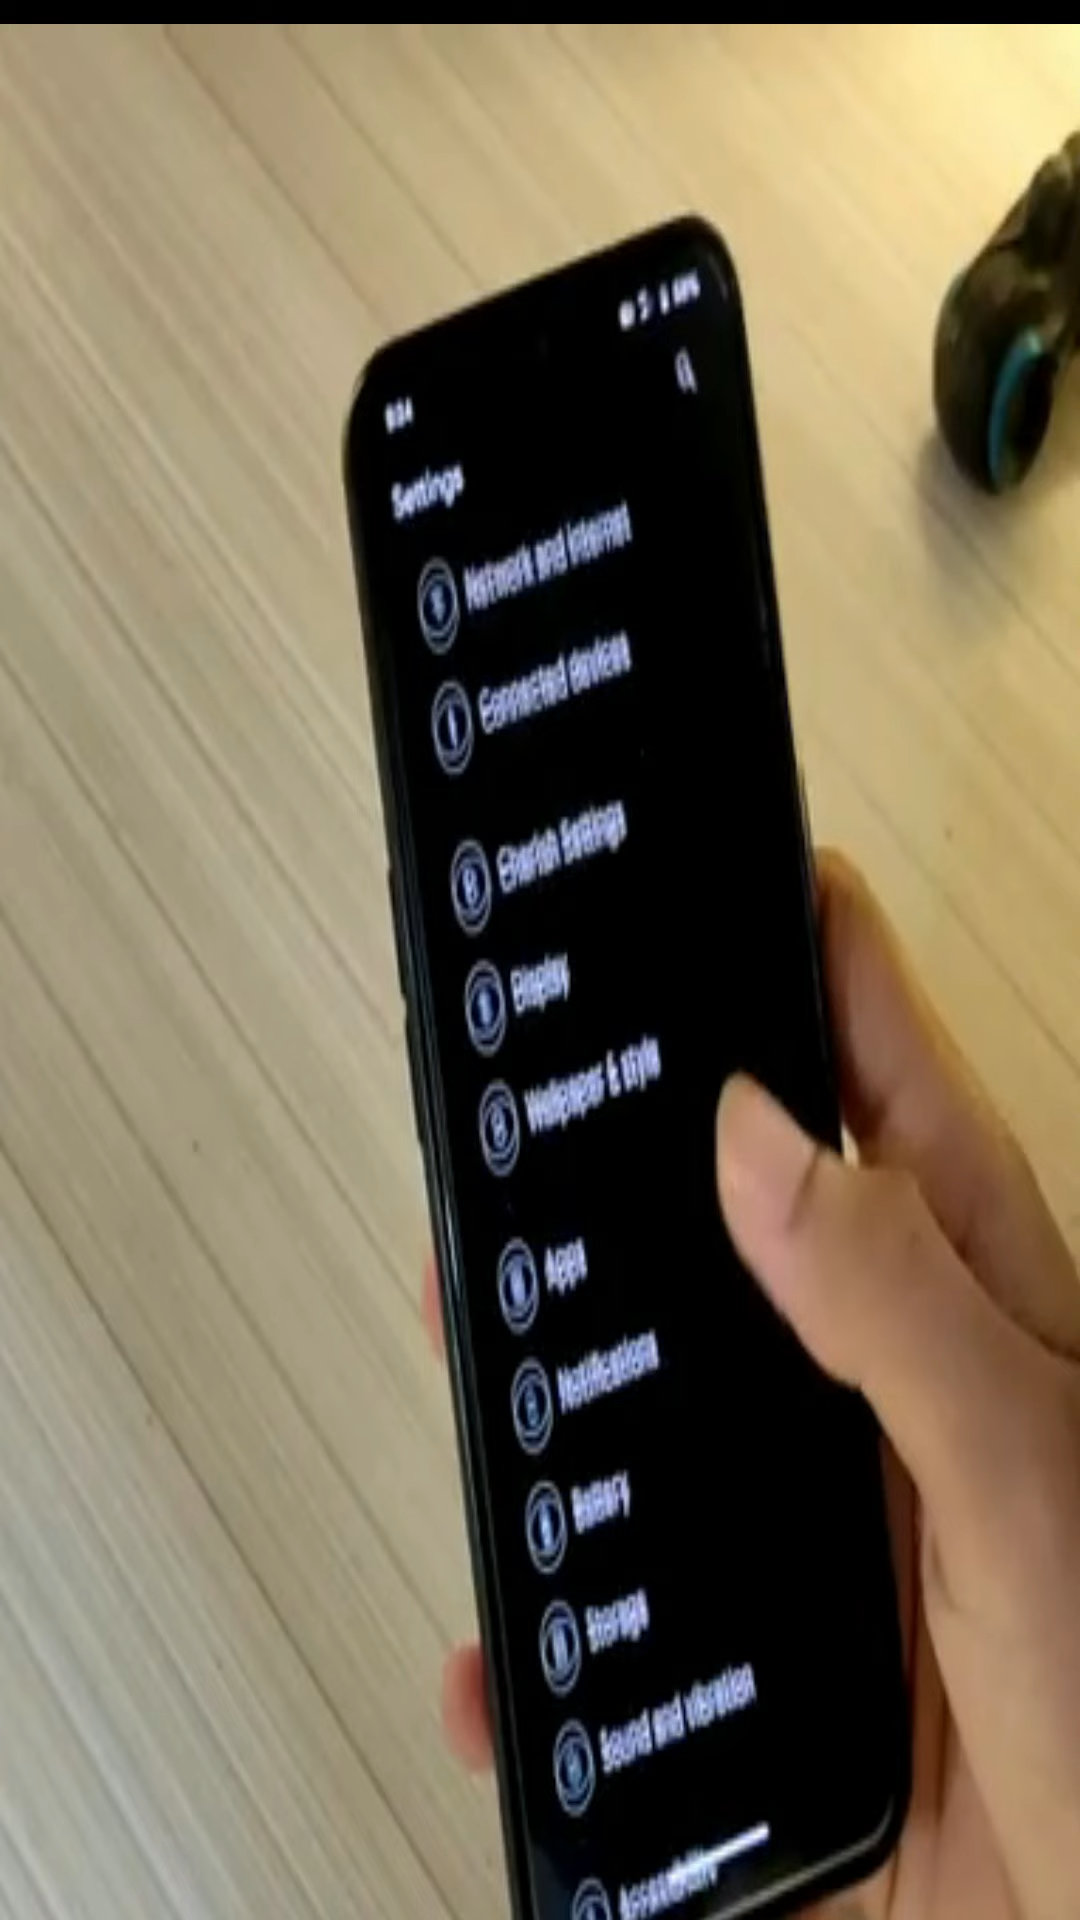 Settings
Network and internet
Connected devices
Cherish Settings
Display
Wallpaper & style
Apps
Notifications
Battery
Storage
Sound and vibration
Accessibility